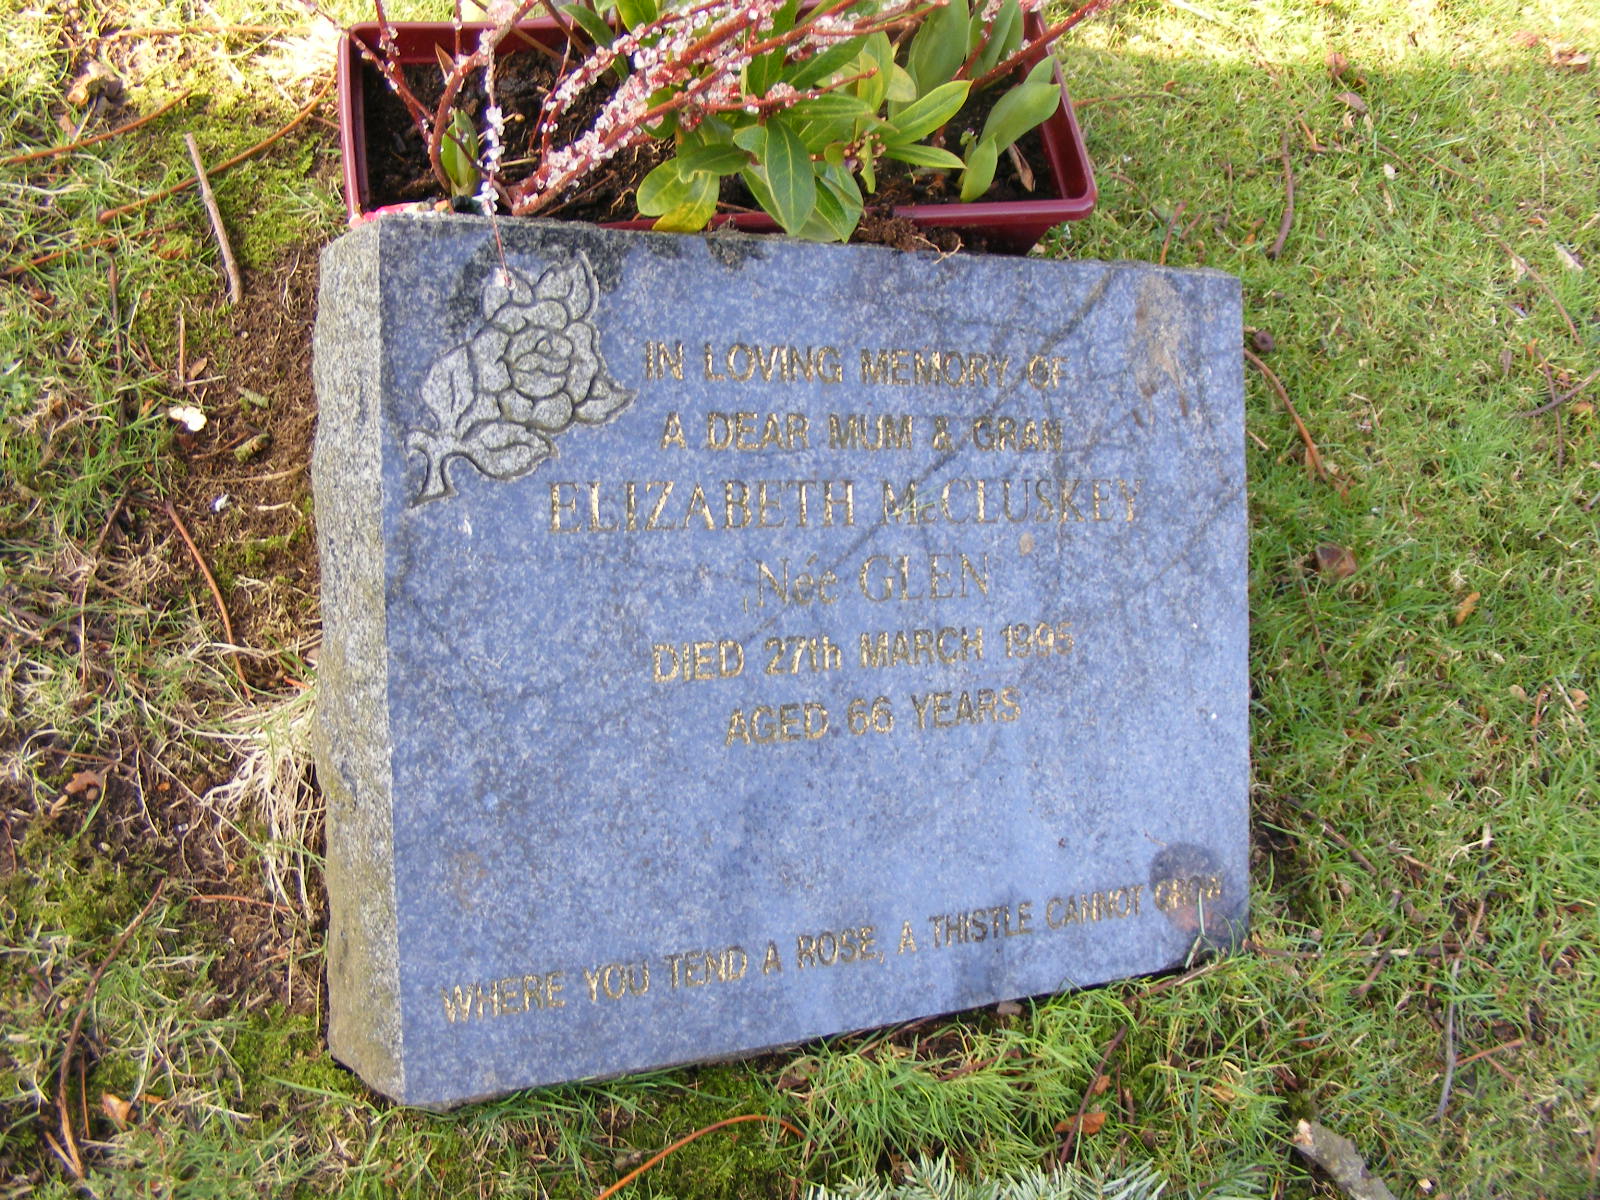 IN LOVING MEMORY OF
A DEAR MUM & GRAN
ELIZABETH McCLUSKEY
Née GLEN
DIED 27th MARCH 1995
AGED 66 YEARS
WHERE YOU TEND A ROSE, A THISTLE CANNOT GROW